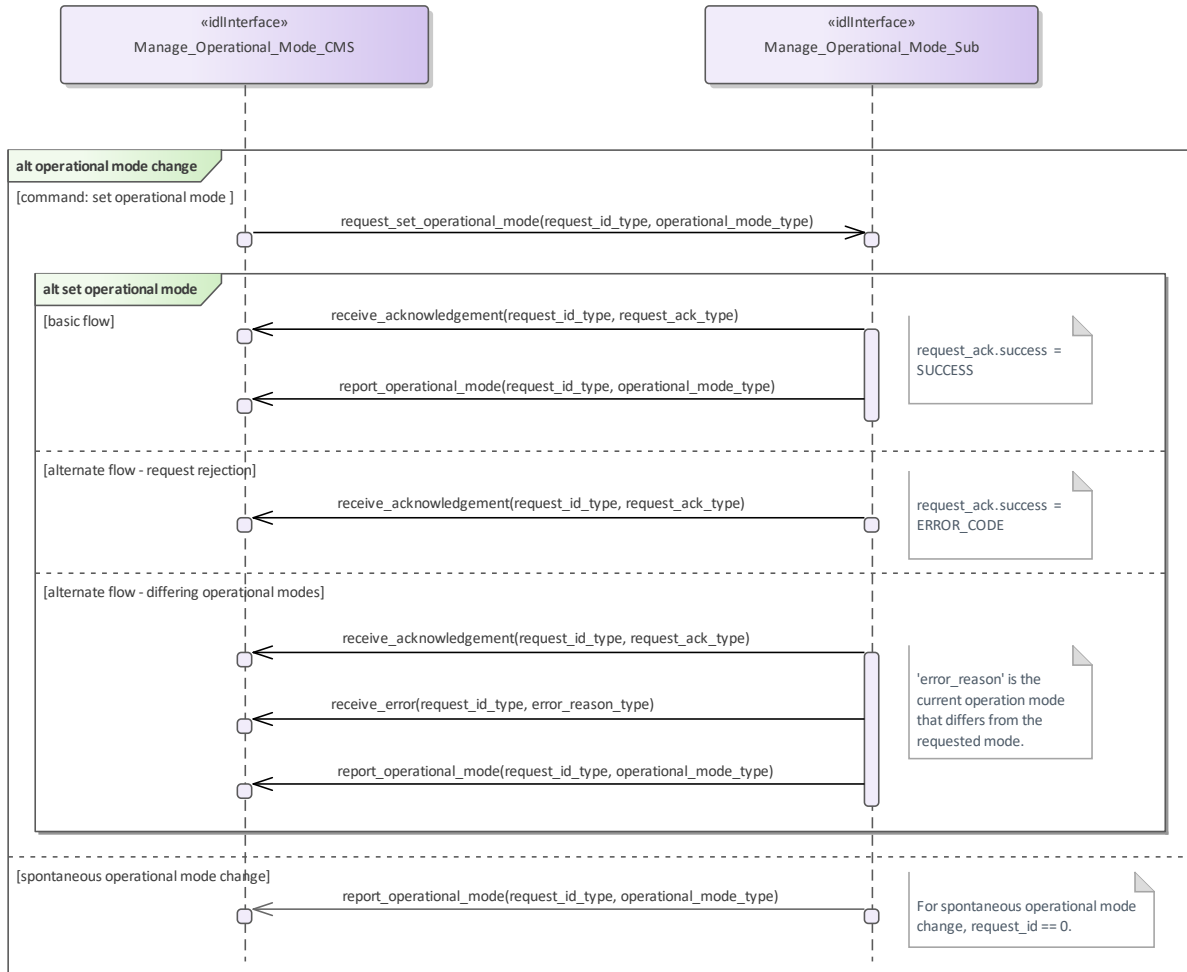 «idlInterface»
Manage_Operational_Mode_CMS
«idlInterface»
Manage_Operational_Mode_Sub
alt operational mode change
[command: set operational mode ]
request_set_operational_mode(request_id_type, operational_mode_type)
alt set operational mode
[basic flow]
receive_acknowledgement(request_id_type, request_ack_type)
request_ack.success =
SUCCESS
report_operational_mode(request_id_type, operational_mode_type)
[alternate flow - request rejection]
receive_acknowledgement(request_id_type, request_ack_type)
request_ack.success =
ERROR_CODE
[alternate flow - differing operational modes]
receive_acknowledgement(request_id_type, request_ack_type)
'error_reason' is the
current operation mode
that differs from the
requested mode.
receive_error(request_id_type, error_reason_type)
report_operational_mode(request_id_type, operational_mode_type)
[spontaneous operational mode change]
report_operational_mode(request_id_type, operational_mode_type)
For spontaneous operational mode
change, request_id == 0.